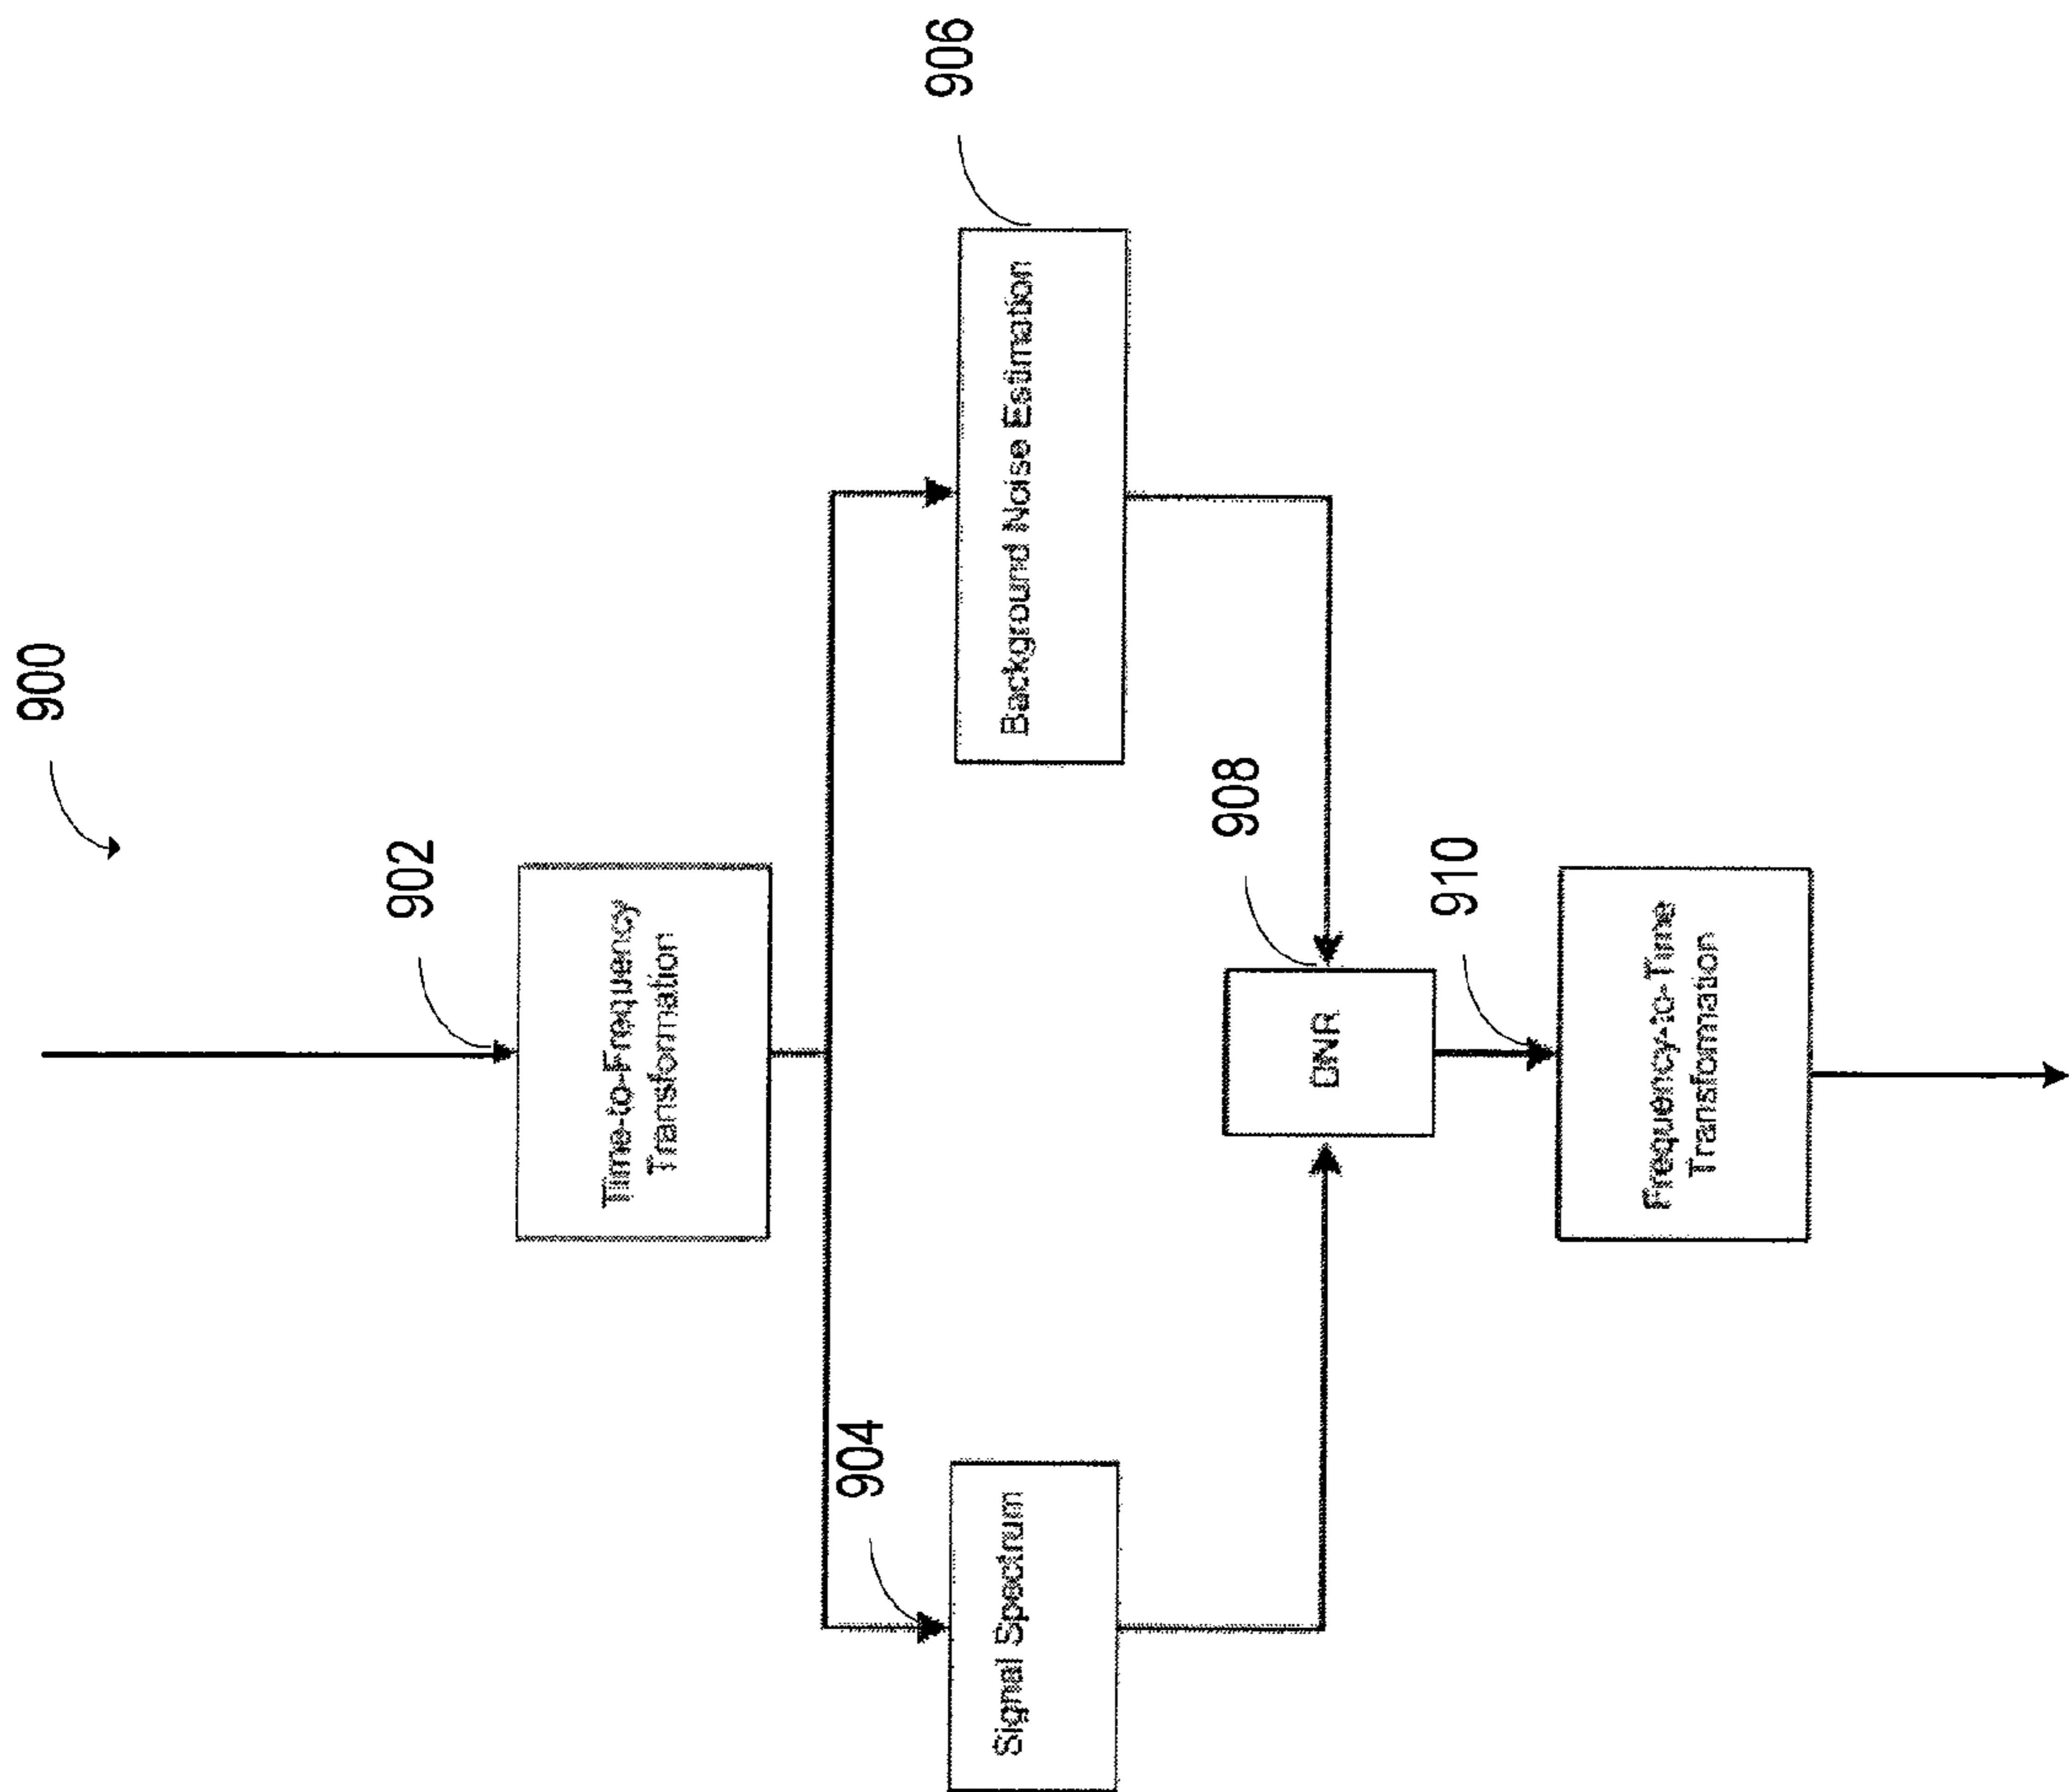 900
902
Time-to-Frequency
Transformation
904
Signal Spectrum
906
Background Noise Estimation
908
DNR
910
Frequency-to-Time
Transformation